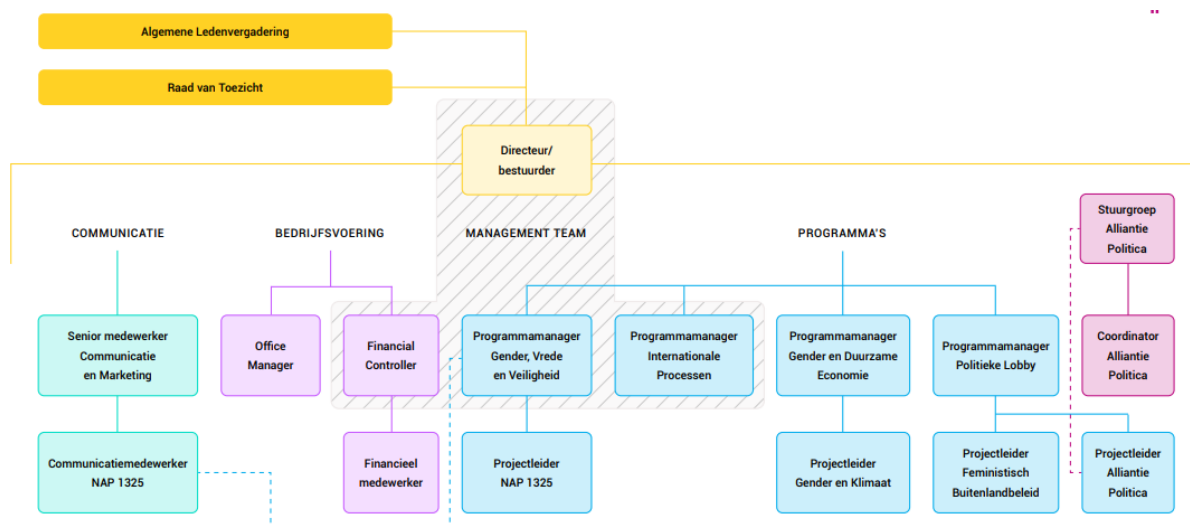 Algemene Ledenvergadering
Raad van Toezicht
Directeur/
bestuurder
COMMUNICATIE
BEDRIJFSVOERING
MANAGEMENT TEAM
PROGRAMMA'S
Stuurgroep
Alliantie
Politica
Senior medewerker
Communicatie
en Marketing
Office
Manager
Financial
Controller
Programmamanager
Gender, Vrede
en Veiligheid
Programmamanager
Internationale
Processen
Programmamanager
Gender en Duurzame
Economie
Programmamanager
Politieke Lobby
Coordinator
Alliantie
Politica
Communicatiemedewerker
NAP 1325
Financieel
medewerker
Projectleider
NAP 1325
Projectleider
Gender en Klimaat
Projectleider
Feministisch
Buitenlandbeleid
Projectleider
Alliantie
Politica